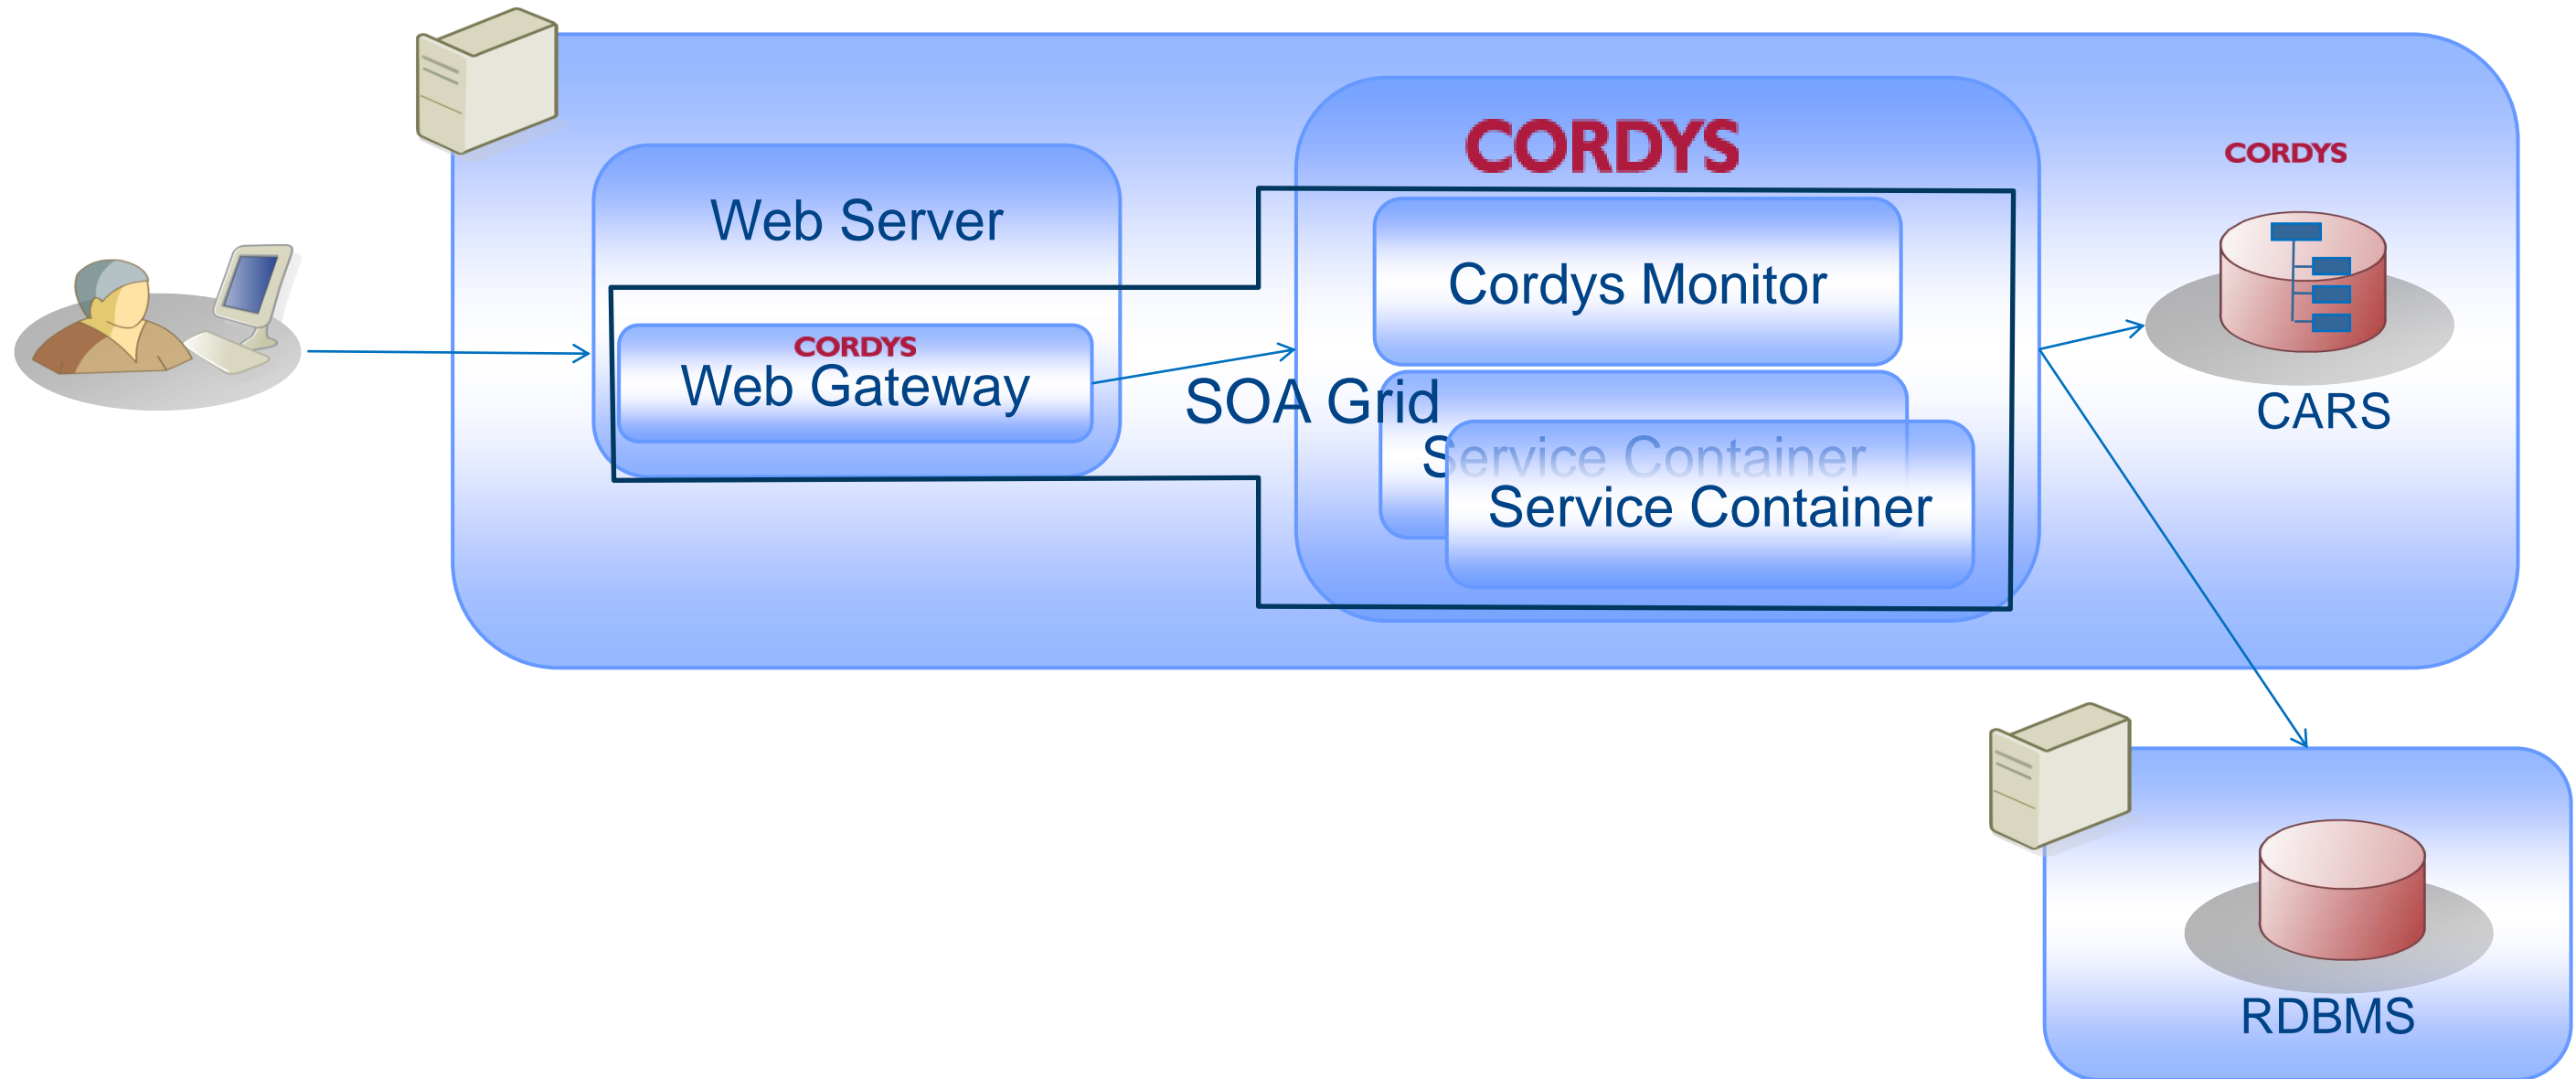 CORDYS
CORDYS
Web Server
Cordys Monitor
CORDYS
Web Gateway
SOA Grid
CARS
Service Container
Service Container
RDBMS